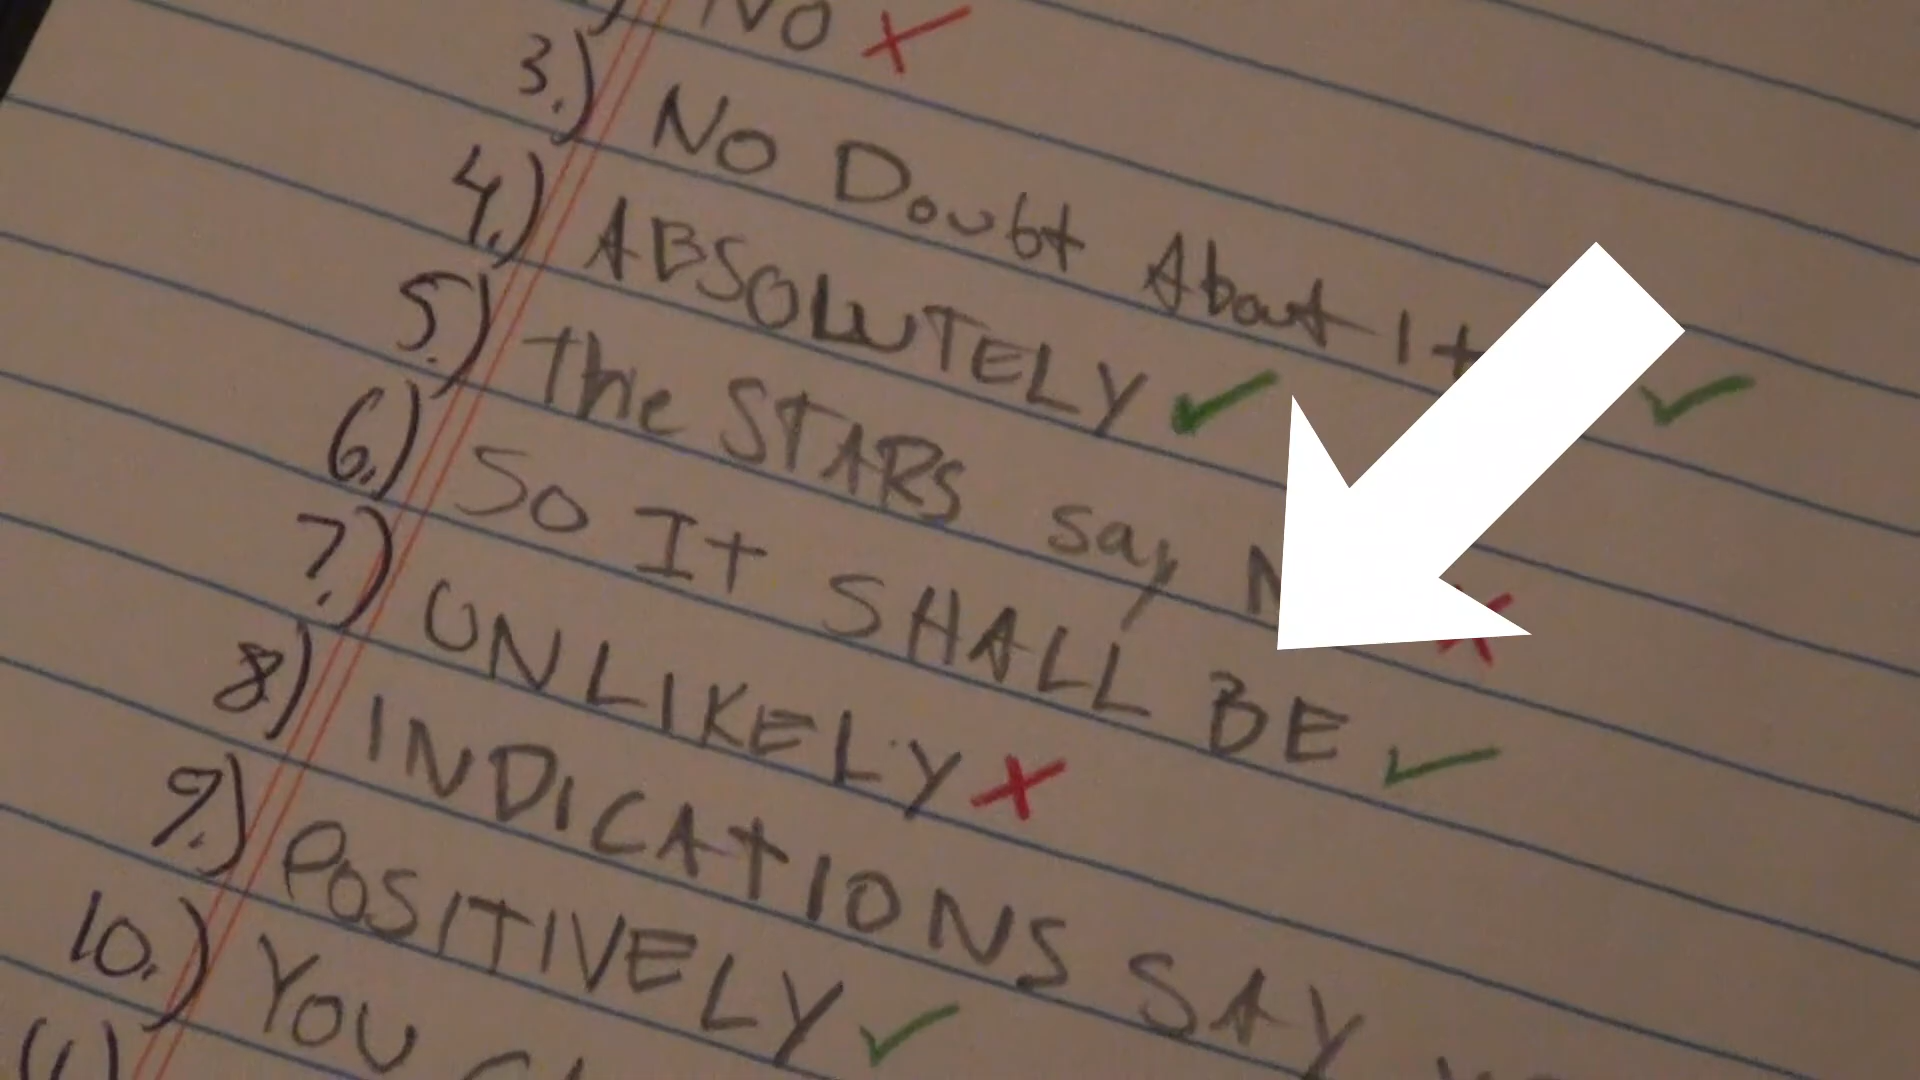 No X
3.) No Doubt About It ✓
4.) ABSOLUTELY ✓
5.) The STARS say X
6.) So It SHALL BE ✓
7.) UNLIKELY X
8) INDICATIONS SAY
9.) POSITIVELY ✓
10.) You
11.)